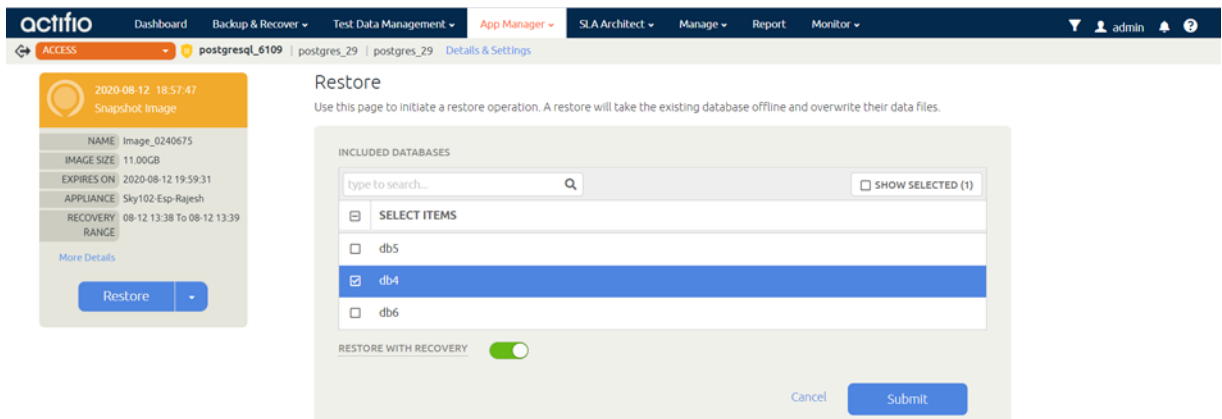 actifio Dashboard Backup & Recover Test Data Management App Manager SLA Architect Manage Report Monitor admin
ACCESS postgresql_6109 | postgres_29 | postgres_29 Details & Settings
2020-08-12 18:57:47
Snapshot Image
NAME Image_0240675
IMAGE SIZE 11.00GB
EXPIRES ON 2020-08-12 19:59:31
APPLIANCE Sky102-Esp-Rajesh
RECOVERY RANGE 08-12 13:38 To 08-12 13:39
More Details
Restore
Restore
Use this page to initiate a restore operation. A restore will take the existing database offline and overwrite their data files.
INCLUDED DATABASES
type to search... SHOW SELECTED (1)
SELECT ITEMS
db5
db4
db6
RESTORE WITH RECOVERY
Cancel Submit